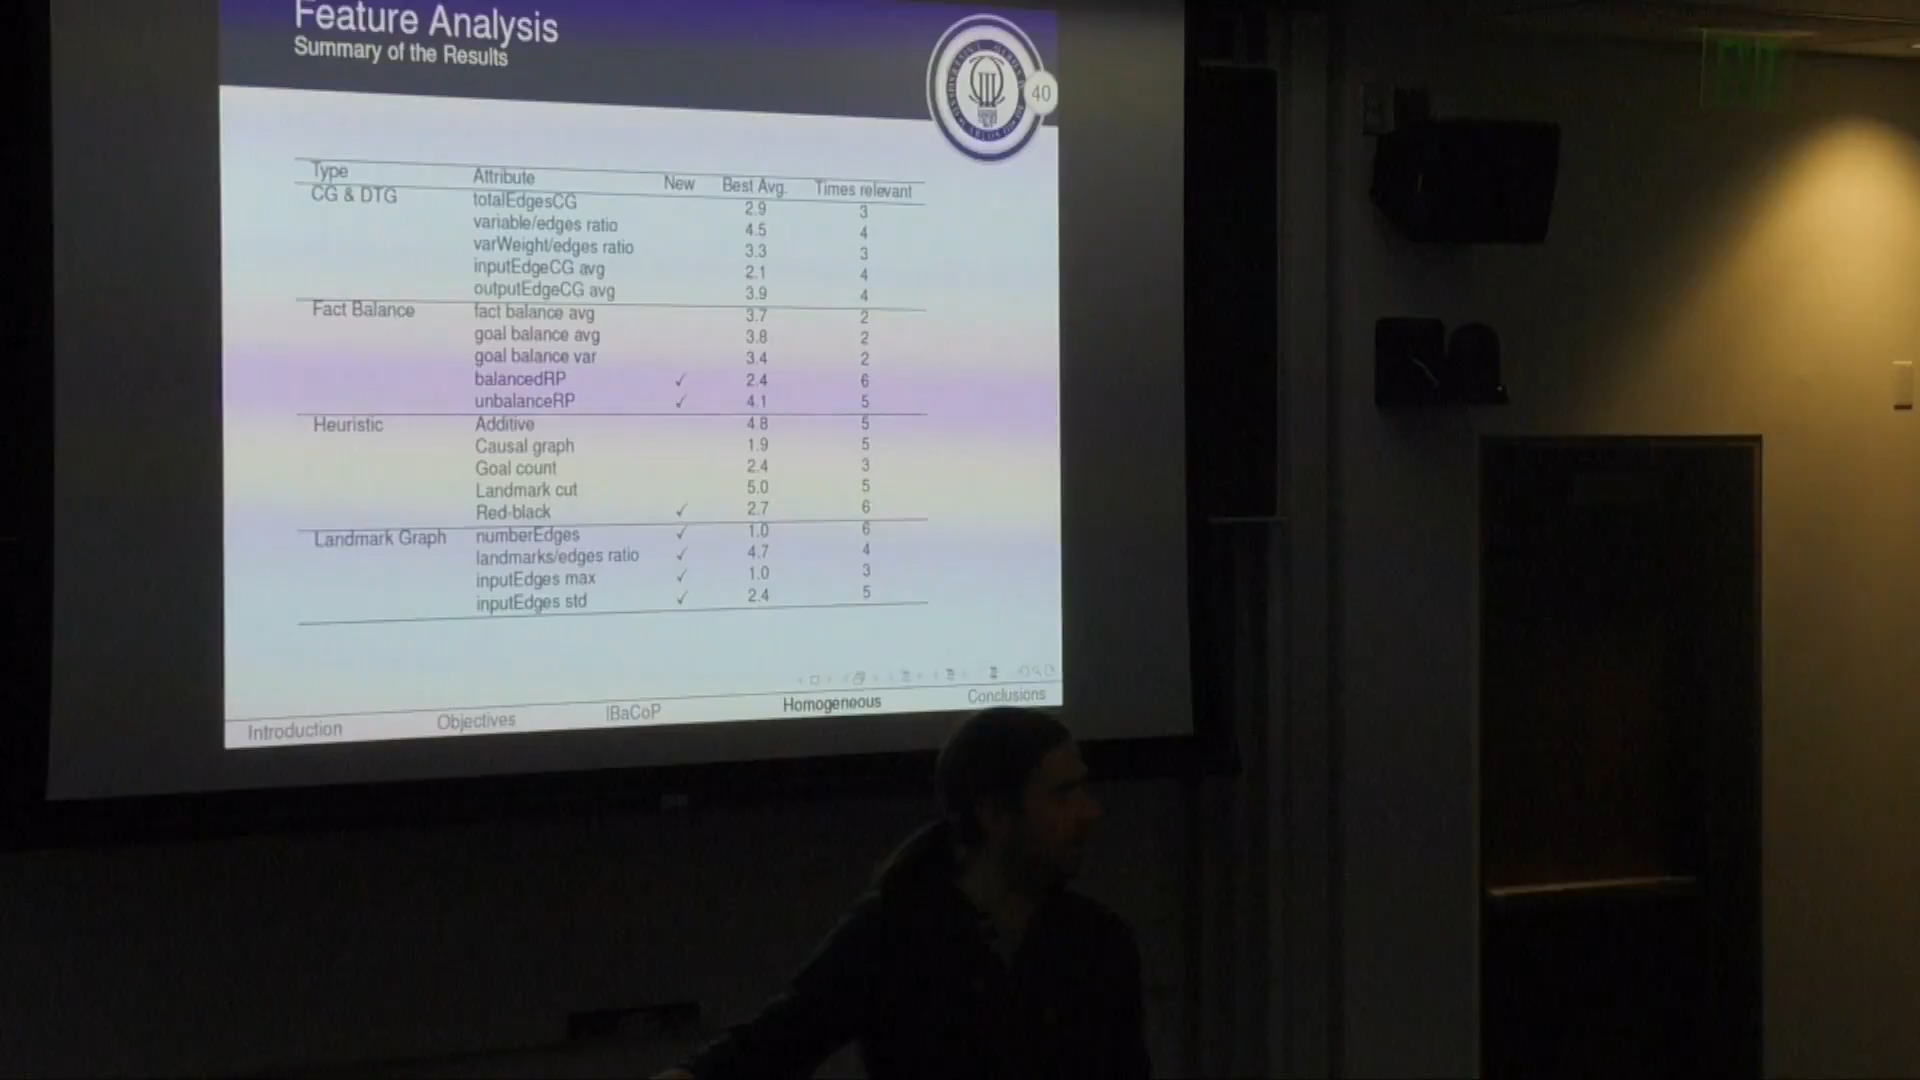 Feature Analysis
Summary of the Results
40
Type Attribute New Best Avg. Times relevant
CG & DTG totalEdgesCG 2.9 3
variable/edges ratio 4.5 4
varWeight/edges ratio 3.3 3
inputEdgeCG avg 2.1 4
outputEdgeCG avg 3.9 4
Fact Balance fact balance avg 3.7 2
goal balance avg 3.8 2
goal balance var 3.4 2
balancedRP ✓ 2.4 6
unbalanceRP ✓ 4.1 5
Heuristic Additive 4.8 5
Causal graph 1.9 5
Goal count 2.4 3
Landmark cut 5.0 5
Red-black ✓ 2.7 6
Landmark Graph numberEdges ✓ 1.0 6
landmarks/edges ratio ✓ 4.7 4
inputEdges max ✓ 1.0 3
inputEdges std ✓ 2.4 5
Introduction Objectives IBaCoP Homogeneous Conclusions
EXIT